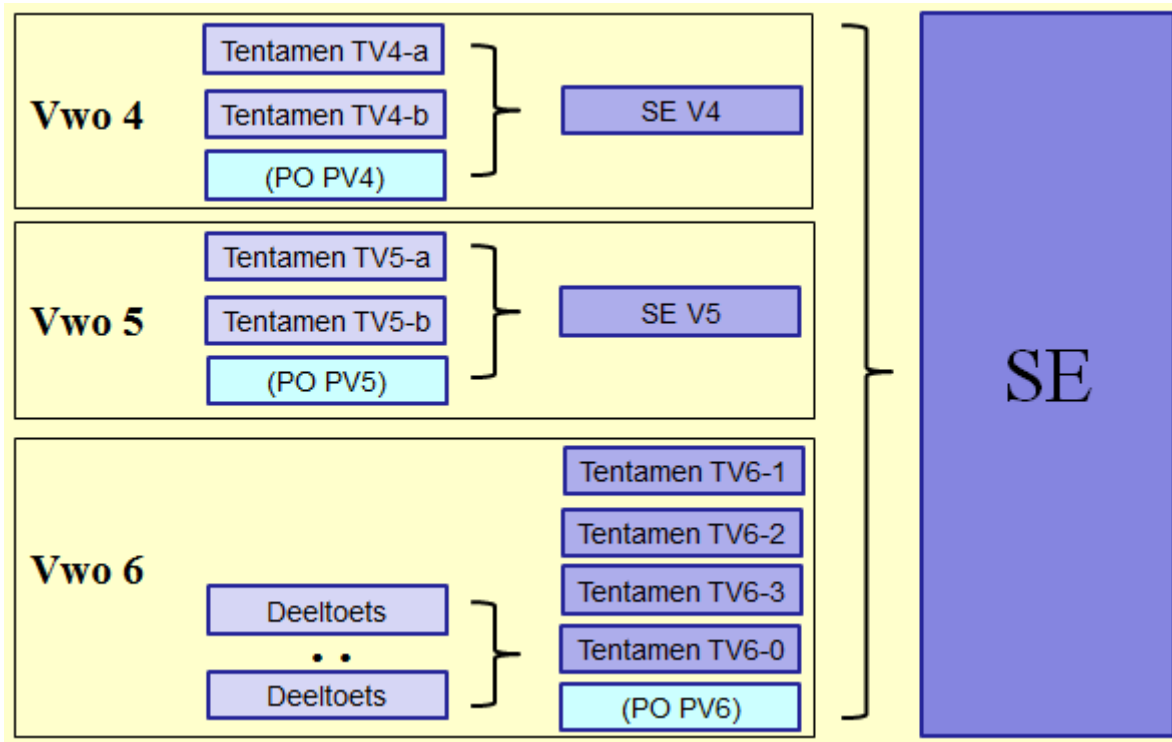 Vwo 4
Tentamen TV4-a
Tentamen TV4-b
(PO PV4)
SE V4
Vwo 5
Tentamen TV5-a
Tentamen TV5-b
(PO PV5)
SE V5
Vwo 6
Deeltoets
. .
Deeltoets
Tentamen TV6-1
Tentamen TV6-2
Tentamen TV6-3
Tentamen TV6-0
(PO PV6)
SE